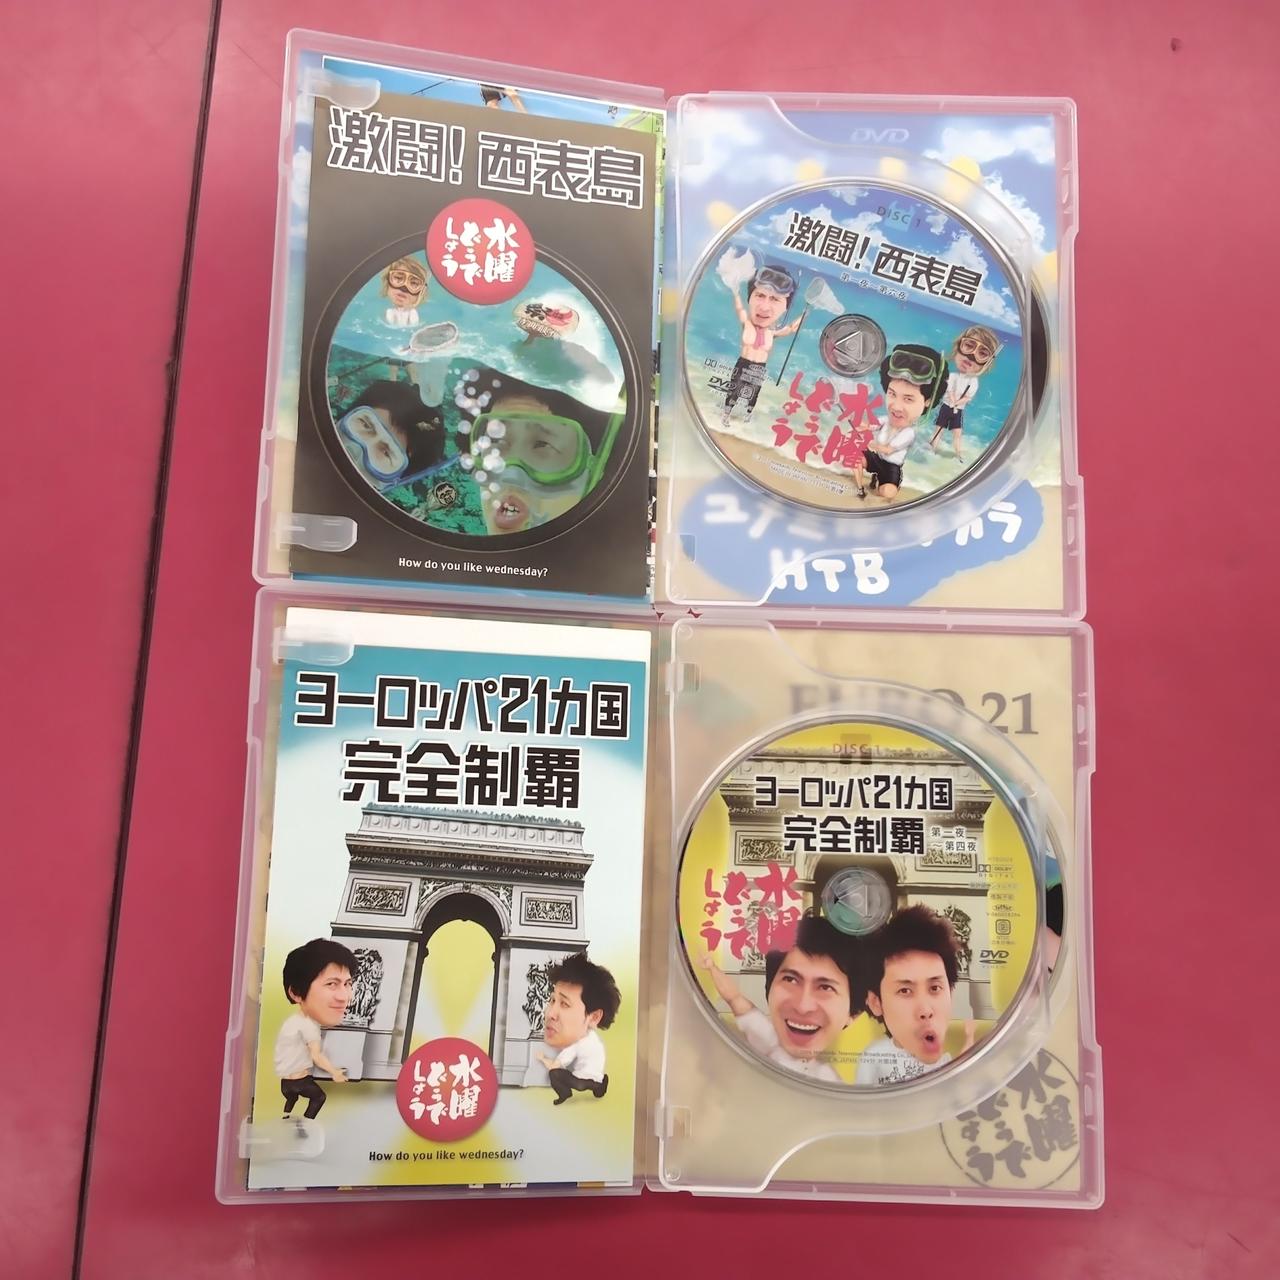 激闘！西表島
水曜
どうで
しょう
How do you like wednesday?
DVD
DISC 1
激闘！西表島
第一夜〜第六夜
水曜
どうで
しょう
DVD
HTB
ヨーロッパ21カ国
完全制覇
水曜
どうで
しょう
How do you like wednesday?
EURO 21
DISC 1
ヨーロッパ21カ国
完全制覇
第一夜
〜第四夜
水曜
どうで
しょう
DOLBY
DIGITAL
DVD
水曜
どうで
しょう